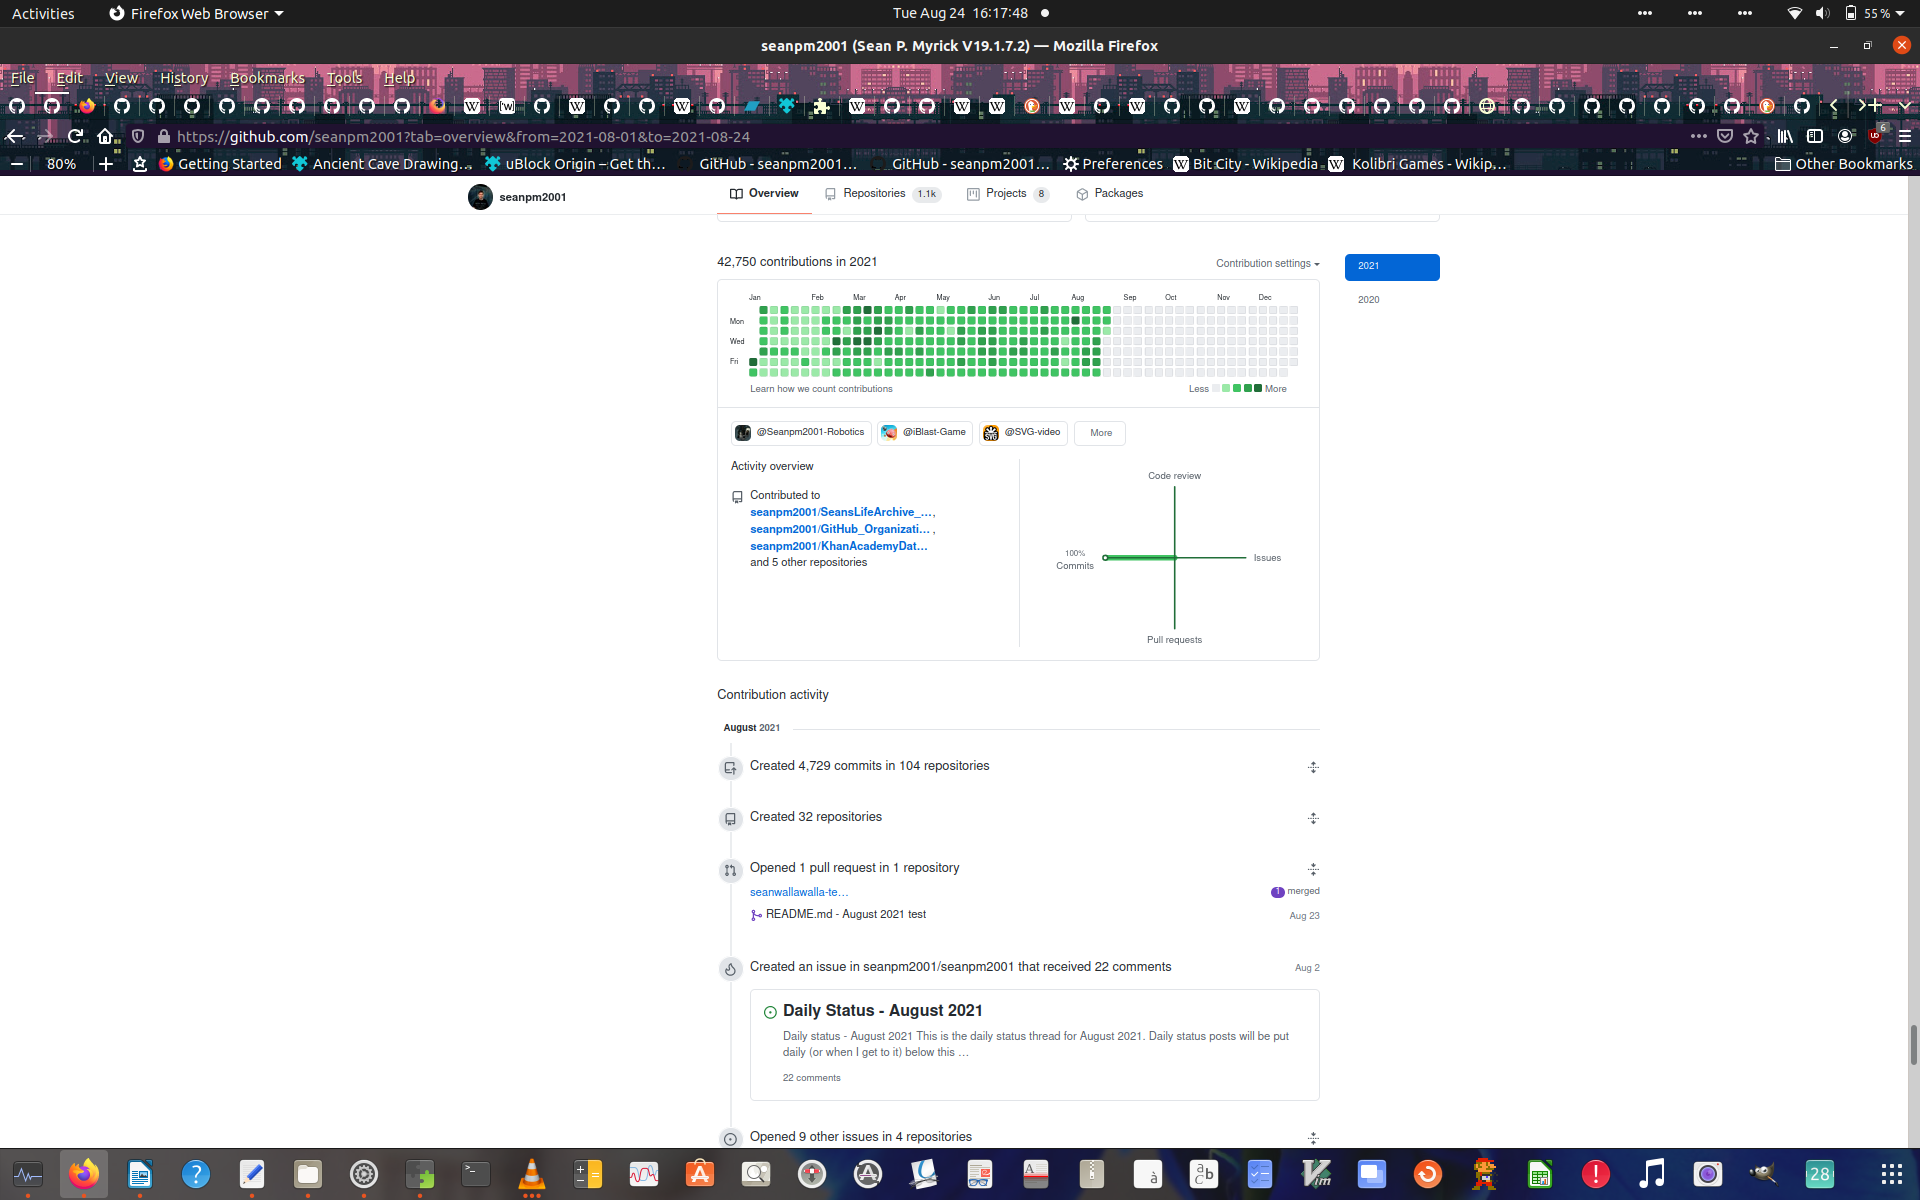 Activities
Firefox Web Browser
Tue Aug 24 16:17:48
55 %
seanpm2001 (Sean P. Myrick V19.1.7.2) — Mozilla Firefox
File Edit View History Bookmarks Tools Help
https://github.com/seanpm2001?tab=overview&from=2021-08-01&to=2021-08-24
6
80%
Getting Started
Ancient Cave Drawing…
uBlock Origin – Get th…
GitHub - seanpm2001…
GitHub - seanpm2001…
Preferences
Bit City - Wikipedia
Kolibri Games - Wikip…
Other Bookmarks
seanpm2001
Overview
Repositories 1.1k
Projects 8
Packages
42,750 contributions in 2021
Contribution settings
2021
2020
Jan Feb Mar Apr May Jun Jul Aug Sep Oct Nov Dec
Mon
Wed
Fri
Learn how we count contributions
Less More
@Seanpm2001-Robotics
@iBlast-Game
@SVG-video
More
Activity overview
Contributed to
seanpm2001/SeansLifeArchive_…,
seanpm2001/GitHub_Organizati… ,
seanpm2001/KhanAcademyDat…
and 5 other repositories
Code review
100%
Commits
Issues
Pull requests
Contribution activity
August 2021
Created 4,729 commits in 104 repositories
Created 32 repositories
Opened 1 pull request in 1 repository
seanwallawalla-te…
1 merged
README.md - August 2021 test
Aug 23
Created an issue in seanpm2001/seanpm2001 that received 22 comments
Aug 2
Daily Status - August 2021
Daily status - August 2021 This is the daily status thread for August 2021. Daily status posts will be put
daily (or when I get to it) below this …
22 comments
Opened 9 other issues in 4 repositories
28